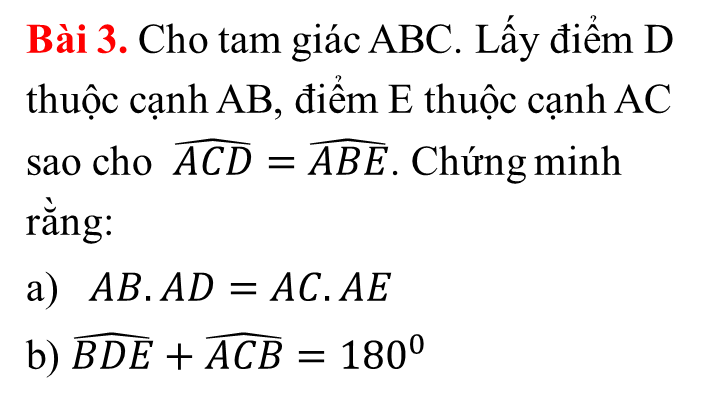 Bài 3. Cho tam giác ABC. Lấy điểm D
thuộc cạnh AB, điểm E thuộc cạnh AC
sao cho $\widehat{ACD} = \widehat{ABE}$. Chứng minh
rằng:
a) $AB.AD = AC.AE$
b) $\widehat{BDE} + \widehat{ACB} = 180^0$